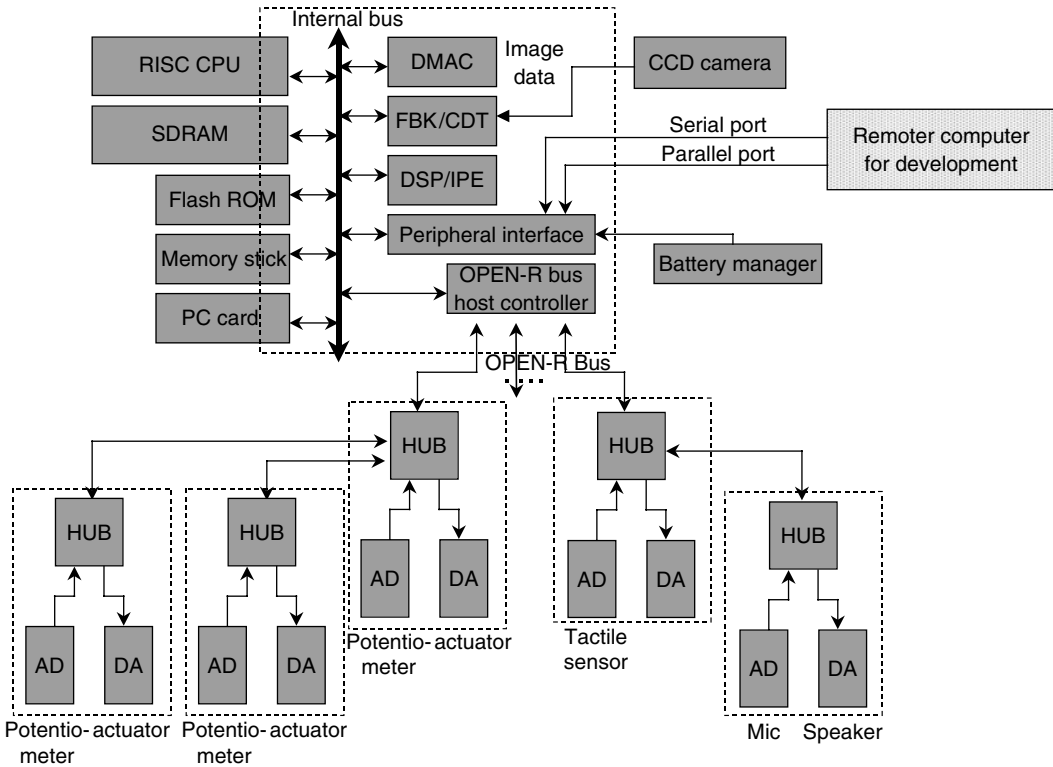 Internal bus
RISC CPU
DMAC
Image
data
CCD camera
SDRAM
FBK/CDT
Serial port
Parallel port
Remoter computer
for development
Flash ROM
DSP/IPE
Memory stick
Peripheral interface
Battery manager
PC card
OPEN-R bus
host controller
OPEN-R Bus
HUB
AD
DA
Potentio-actuator
meter
HUB
AD
DA
Potentio-actuator
meter
HUB
AD
DA
Potentio-actuator
meter
HUB
AD
DA
Tactile
sensor
HUB
AD
DA
Mic
Speaker